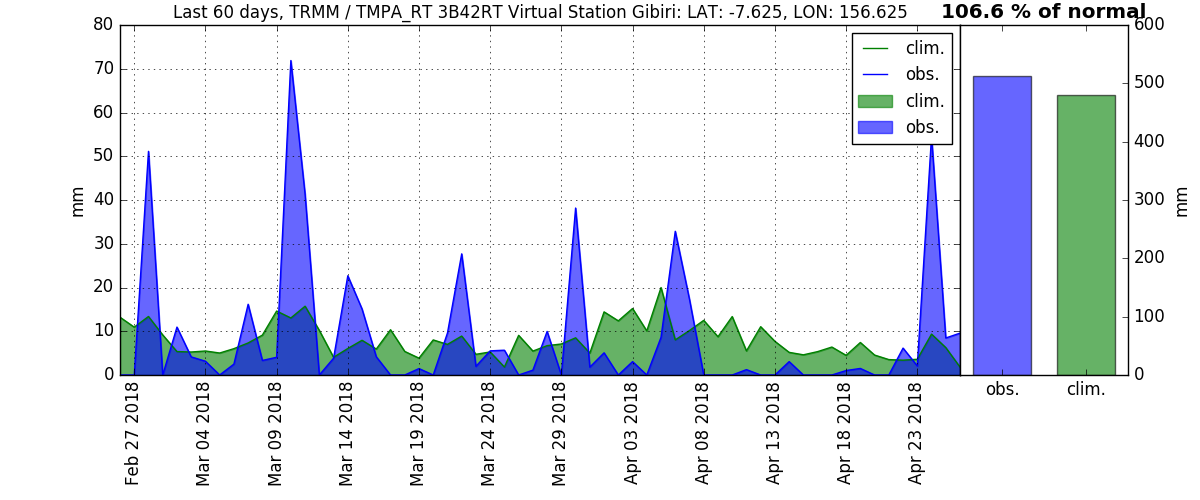 Last 60 days, TRMM / TMPA_RT 3B42RT Virtual Station Gibiri: LAT: -7.625, LON: 156.625
106.6 % of normal
80
70
60
50
40
30
20
10
0
mm
clim.
obs.
clim.
obs.
600
500
400
300
200
100
0
mm
Feb 27 2018
Mar 04 2018
Mar 09 2018
Mar 14 2018
Mar 19 2018
Mar 24 2018
Mar 29 2018
Apr 03 2018
Apr 08 2018
Apr 13 2018
Apr 18 2018
Apr 23 2018
obs.
clim.